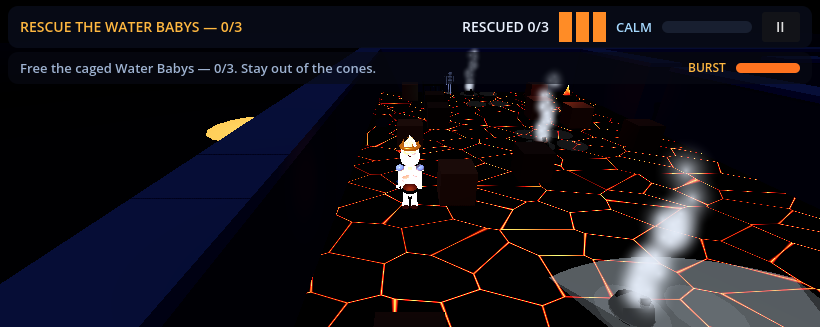 RESCUE THE WATER BABYS — 0/3
RESCUED 0/3
CALM
Free the caged Water Babys — 0/3. Stay out of the cones.
BURST